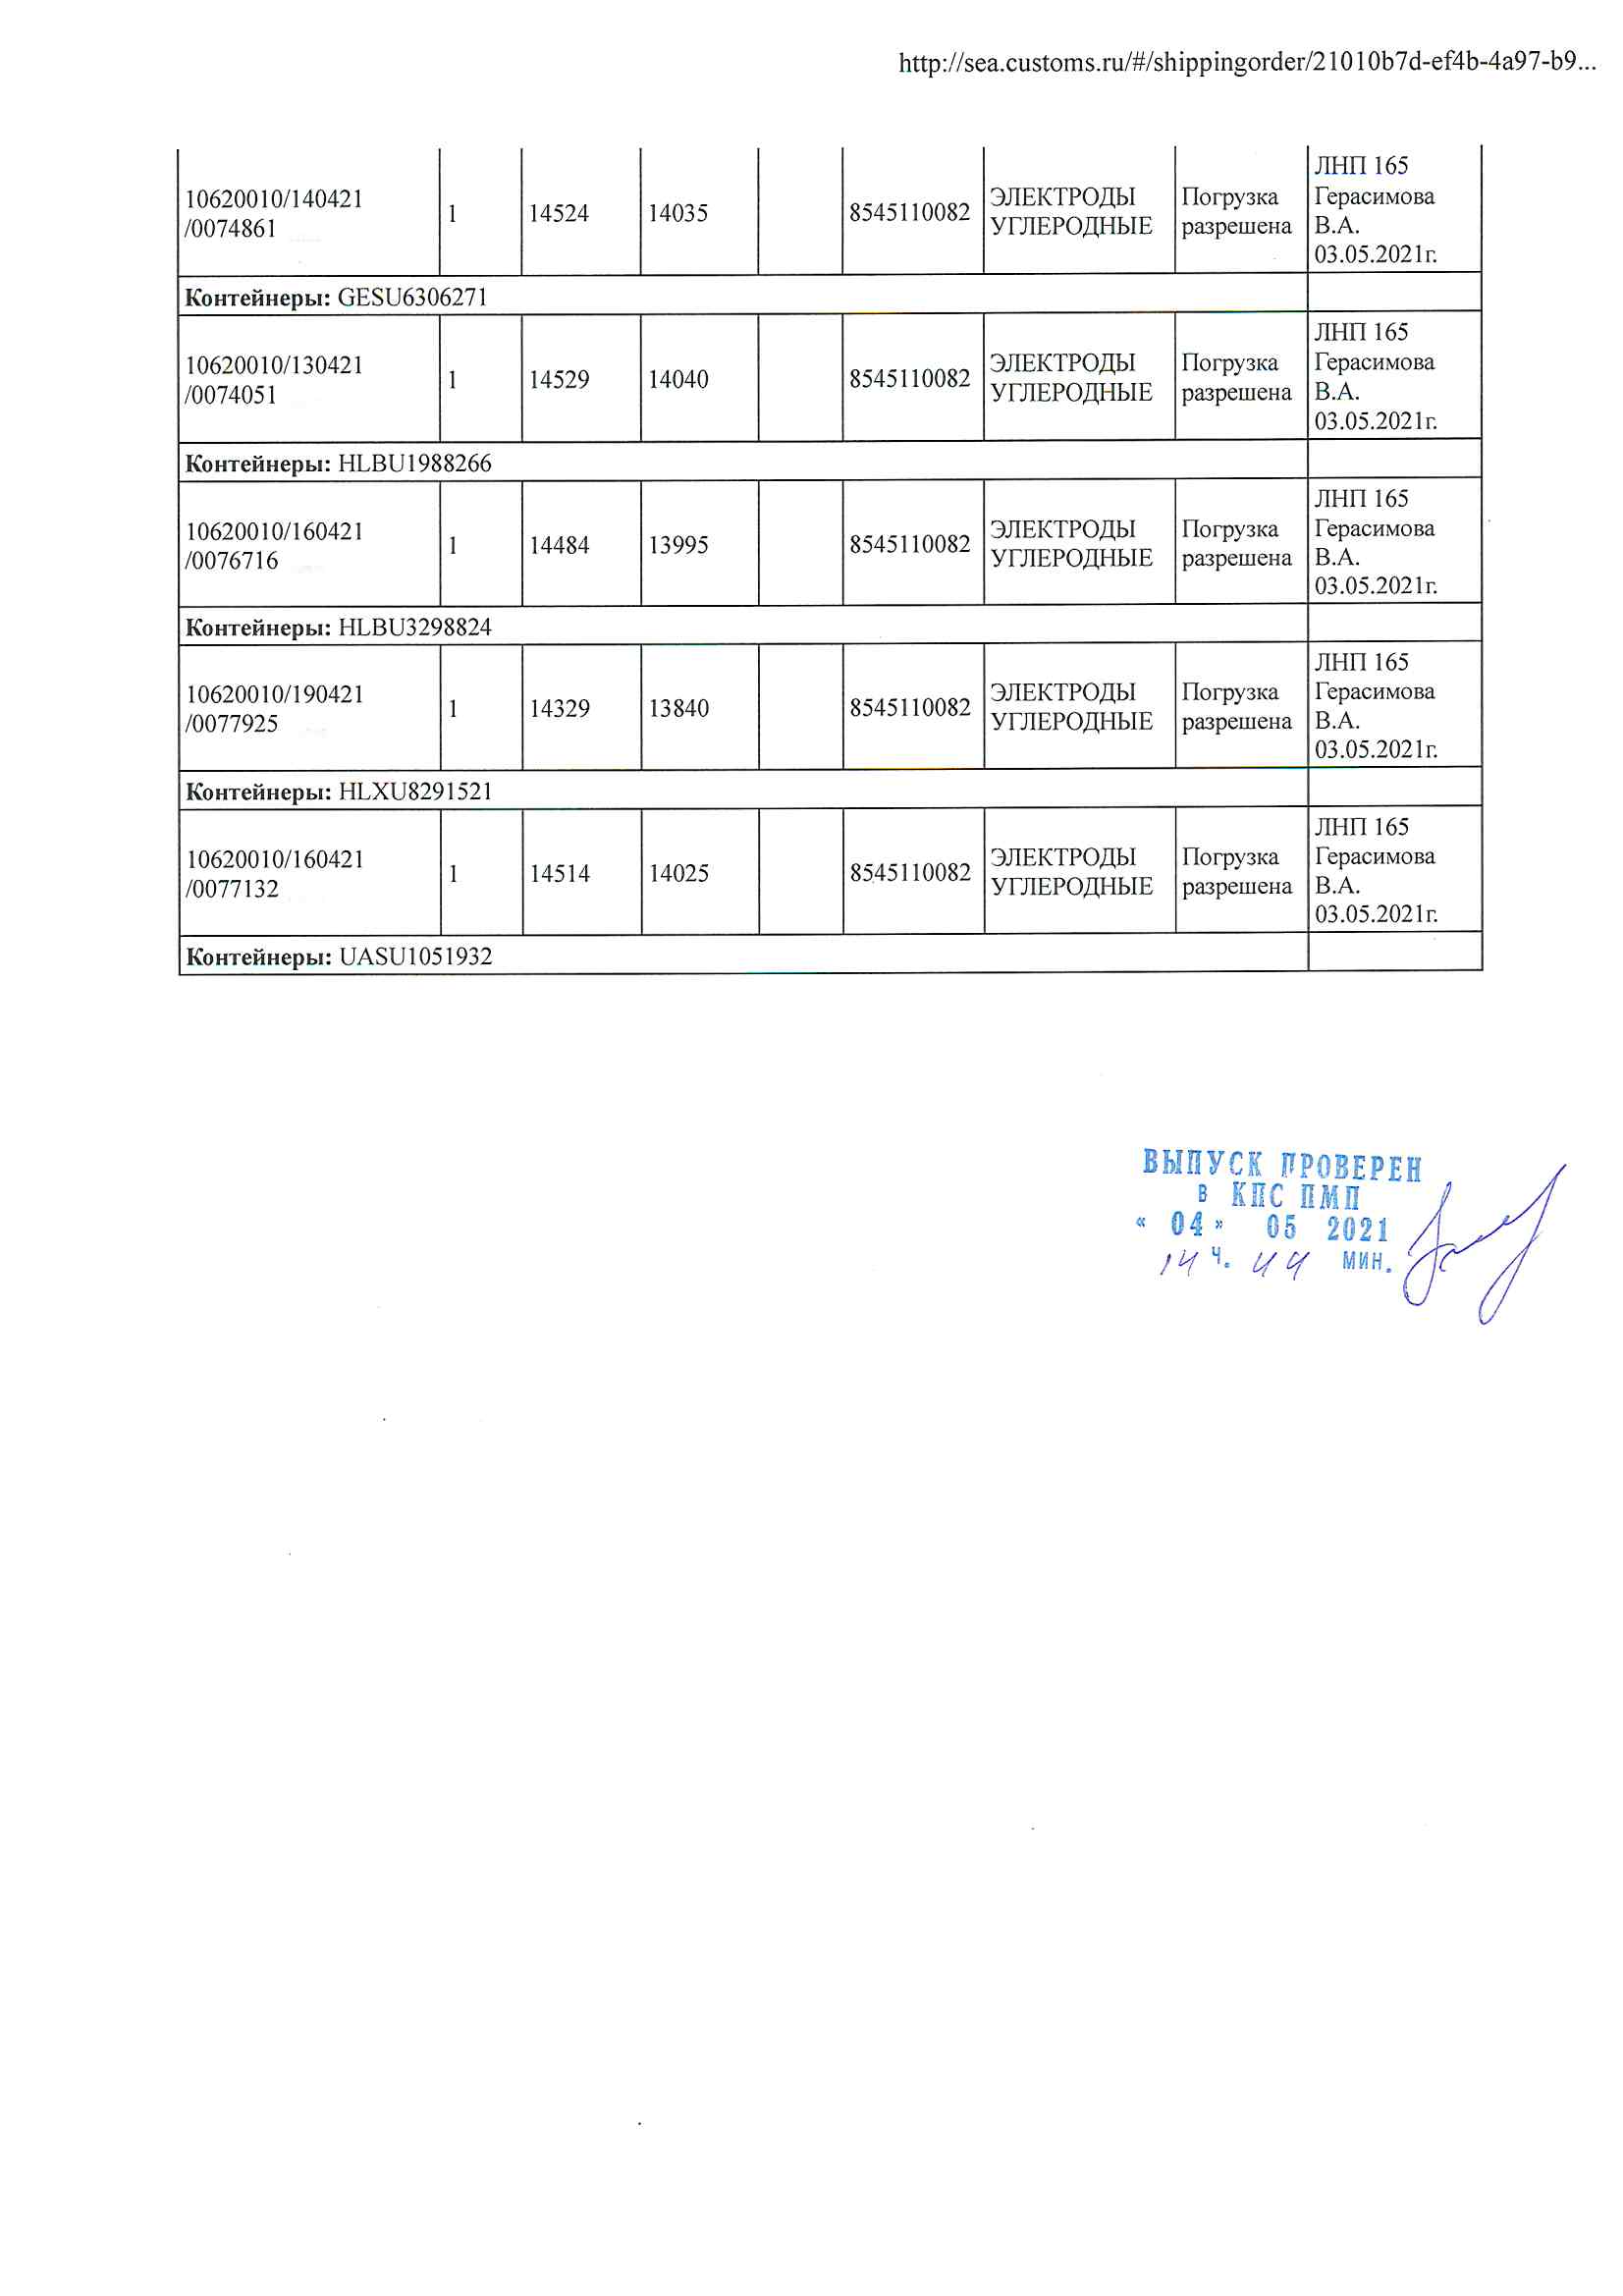 http://sea.customs.ru/#/shippingorder/21010b7d-ef4b-4a97-b9...
10620010/140421 /0074861 1 14524 14035 8545110082 ЭЛЕКТРОДЫ УГЛЕРОДНЫЕ Погрузка разрешена ЛНП 165 Герасимова В.А. 03.05.2021г.
Контейнеры: GESU6306271
10620010/130421 /0074051 1 14529 14040 8545110082 ЭЛЕКТРОДЫ УГЛЕРОДНЫЕ Погрузка разрешена ЛНП 165 Герасимова В.А. 03.05.2021г.
Контейнеры: HLBU1988266
10620010/160421 /0076716 1 14484 13995 8545110082 ЭЛЕКТРОДЫ УГЛЕРОДНЫЕ Погрузка разрешена ЛНП 165 Герасимова В.А. 03.05.2021г.
Контейнеры: HLBU3298824
10620010/190421 /0077925 1 14329 13840 8545110082 ЭЛЕКТРОДЫ УГЛЕРОДНЫЕ Погрузка разрешена ЛНП 165 Герасимова В.А. 03.05.2021г.
Контейнеры: HLXU8291521
10620010/160421 /0077132 1 14514 14025 8545110082 ЭЛЕКТРОДЫ УГЛЕРОДНЫЕ Погрузка разрешена ЛНП 165 Герасимова В.А. 03.05.2021г.
Контейнеры: UASU1051932
ВЫПУСК ПРОВЕРЕН
в КПС ПМП
« 04 » 05 2021
14 ч. 44 мин.